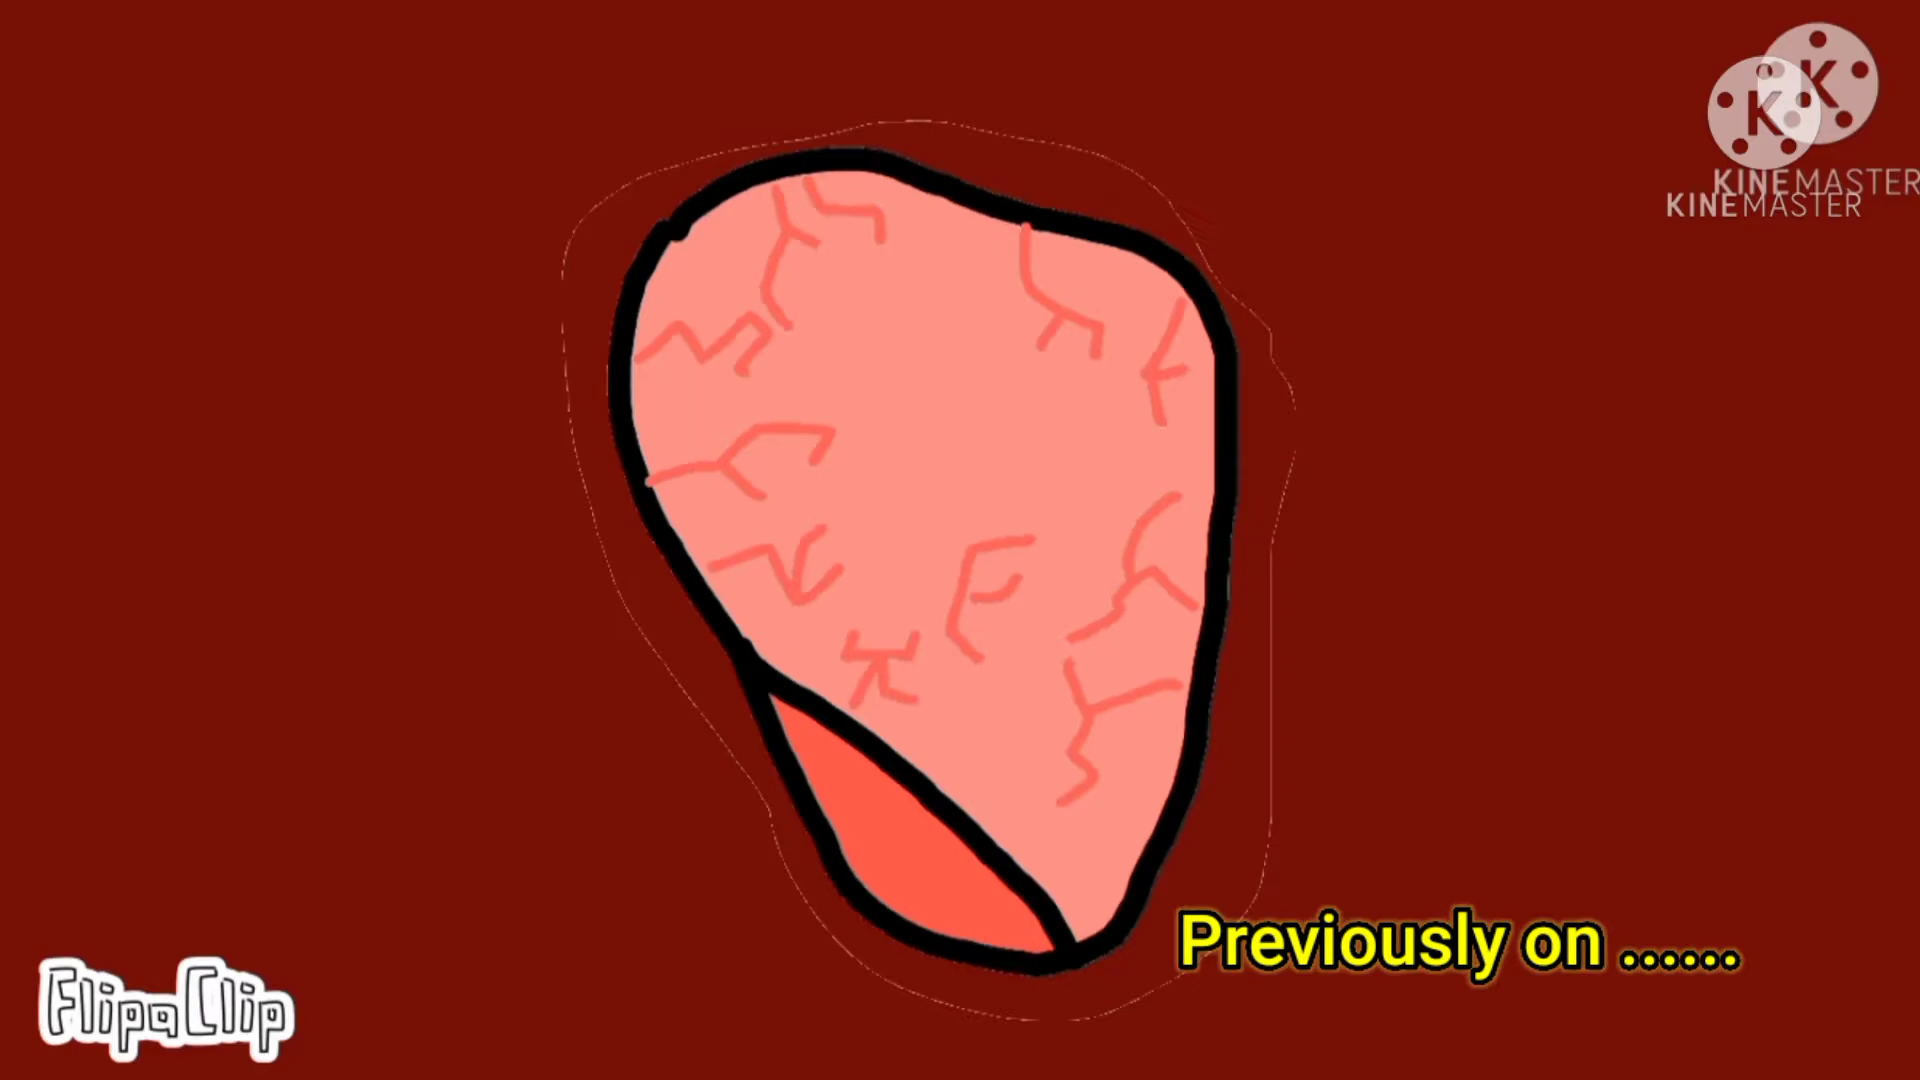 K
K
KINEMASTER
KINEMASTER
Previously on ......
FlipaClip